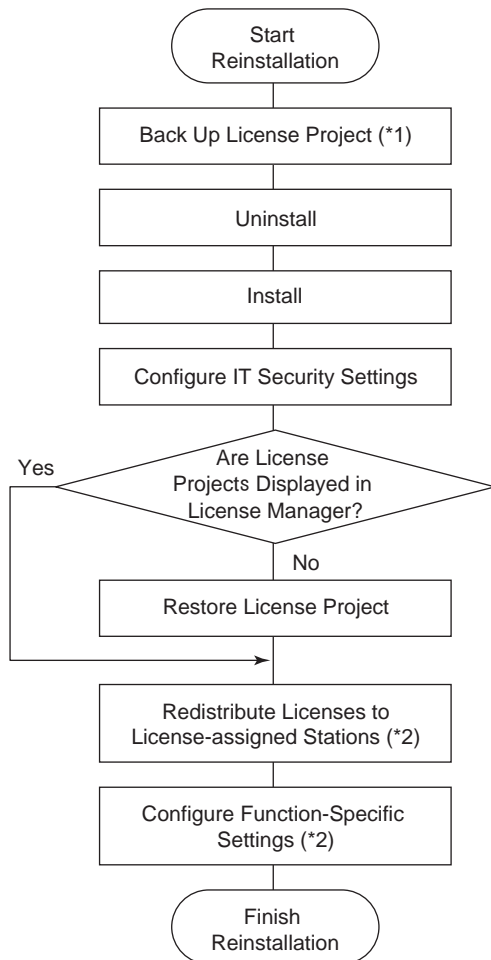 Start
Reinstallation
Back Up License Project (*1)
Uninstall
Install
Configure IT Security Settings
Are License
Projects Displayed in
License Manager?
Yes
No
Restore License Project
Redistribute Licenses to
License-assigned Stations (*2)
Configure Function-Specific
Settings (*2)
Finish
Reinstallation